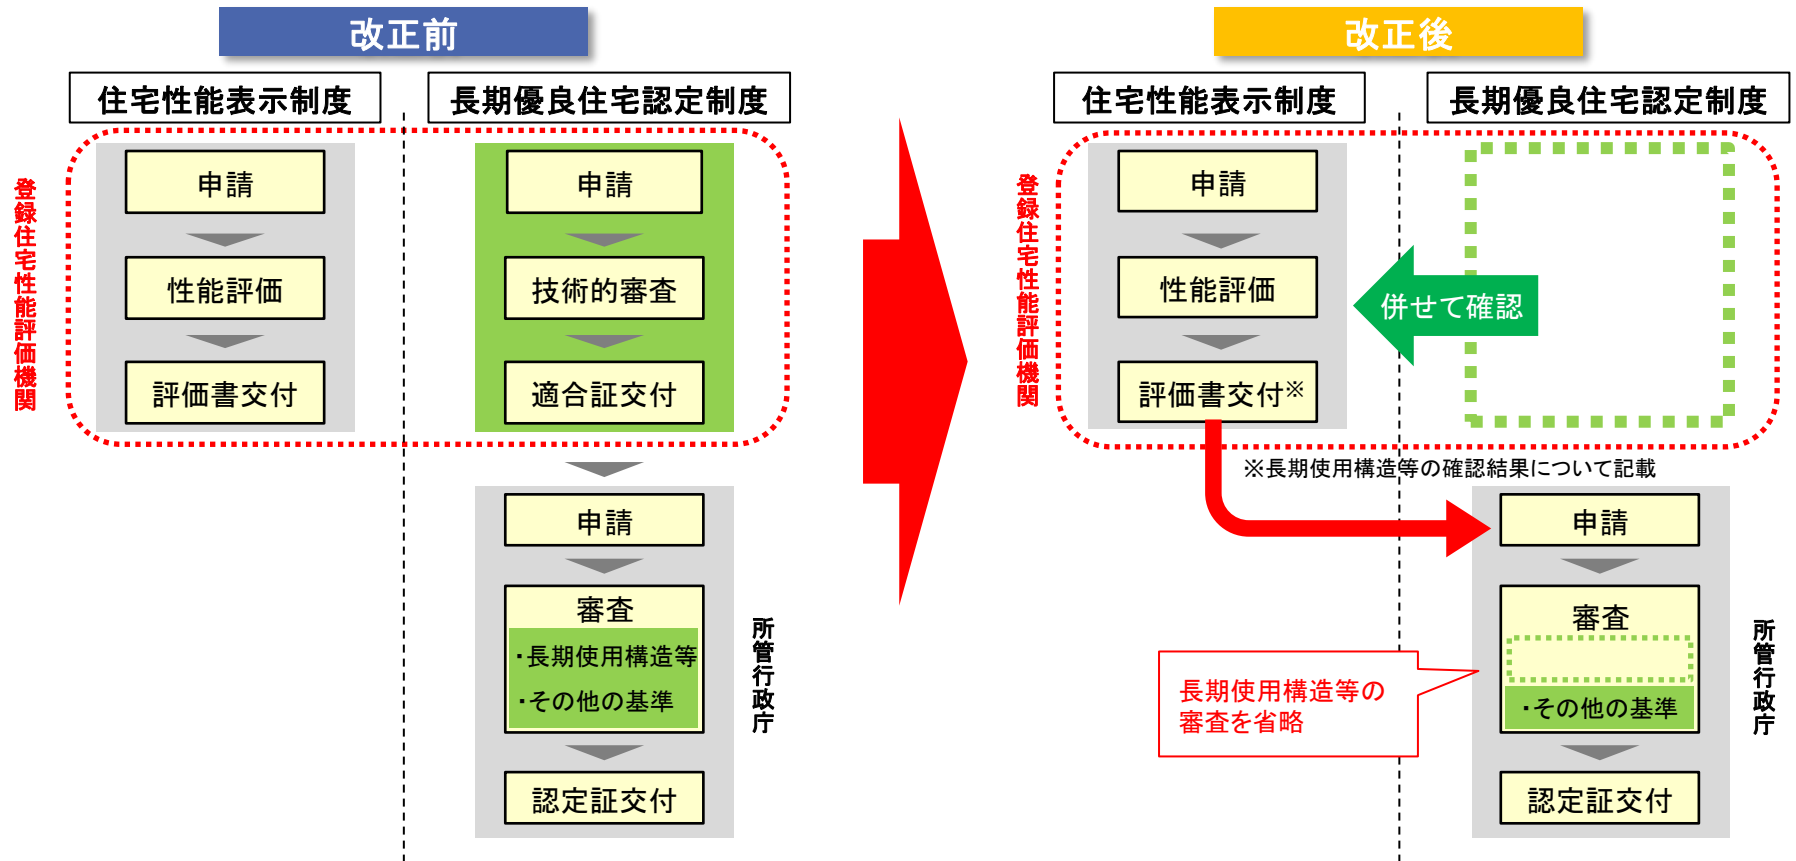 改正前
住宅性能表示制度
長期優良住宅認定制度
登録住宅性能評価機関
申請
性能評価
評価書交付
申請
技術的審査
適合証交付
申請
審査
・長期使用構造等
・その他の基準
認定証交付
所管行政庁
改正後
住宅性能表示制度
長期優良住宅認定制度
登録住宅性能評価機関
申請
性能評価
評価書交付※
併せて確認
※長期使用構造等の確認結果について記載
申請
審査
・その他の基準
認定証交付
長期使用構造等の
審査を省略
所管行政庁